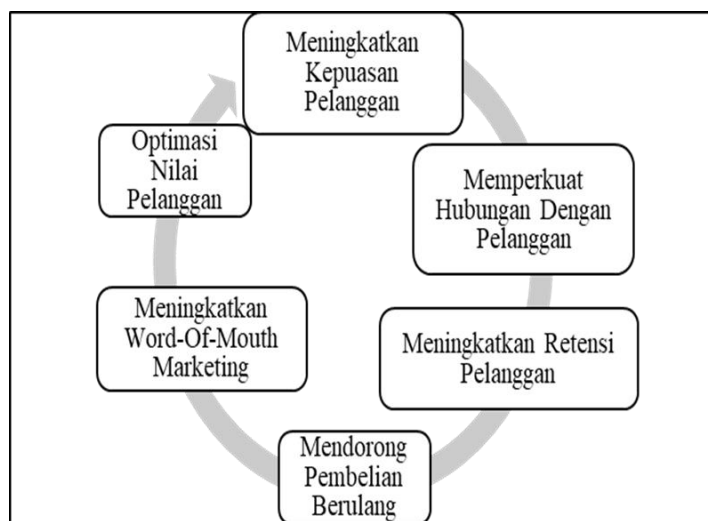 Meningkatkan
Kepuasan
Pelanggan
Memperkuat
Hubungan Dengan
Pelanggan
Meningkatkan Retensi
Pelanggan
Mendorong
Pembelian
Berulang
Meningkatkan
Word-Of-Mouth
Marketing
Optimasi
Nilai
Pelanggan